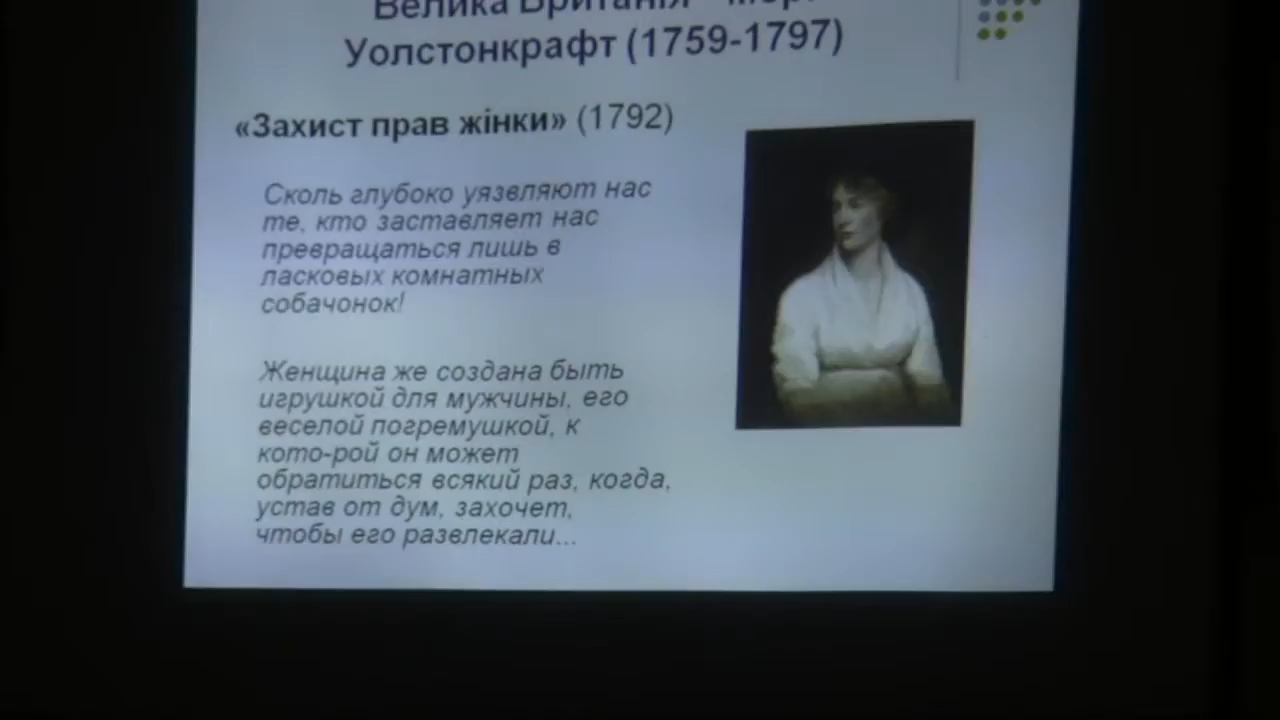 Велика Британія
Уолстонкрафт (1759-1797)
«Захист прав жінки» (1792)
Сколь глубоко уязвляют нас
те, кто заставляет нас
превращаться лишь в
ласковых комнатных
собачонок!
Женщина же создана быть
игрушкой для мужчины, его
веселой погремушкой, к
кото-рой он может
обратиться всякий раз, когда,
устав от дум, захочет,
чтобы его развлекали...